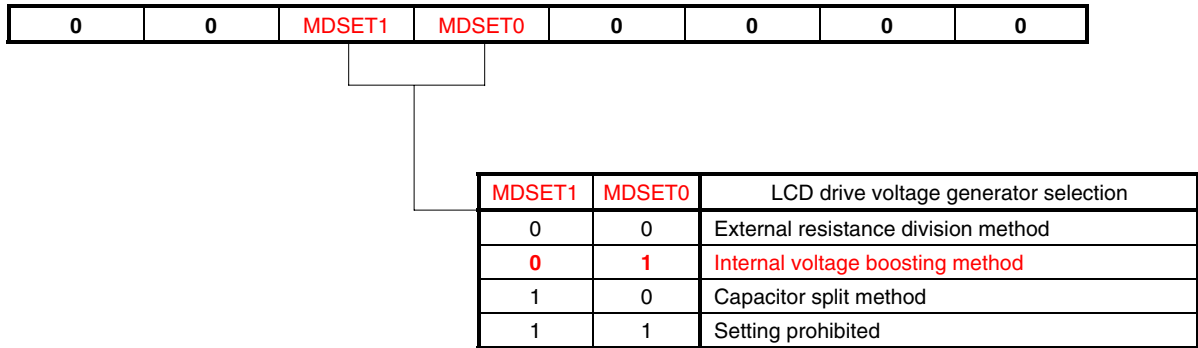 0 0 MDSET1 MDSET0 0 0 0 0
MDSET1 MDSET0 LCD drive voltage generator selection
0 0 External resistance division method
0 1 Internal voltage boosting method
1 0 Capacitor split method
1 1 Setting prohibited